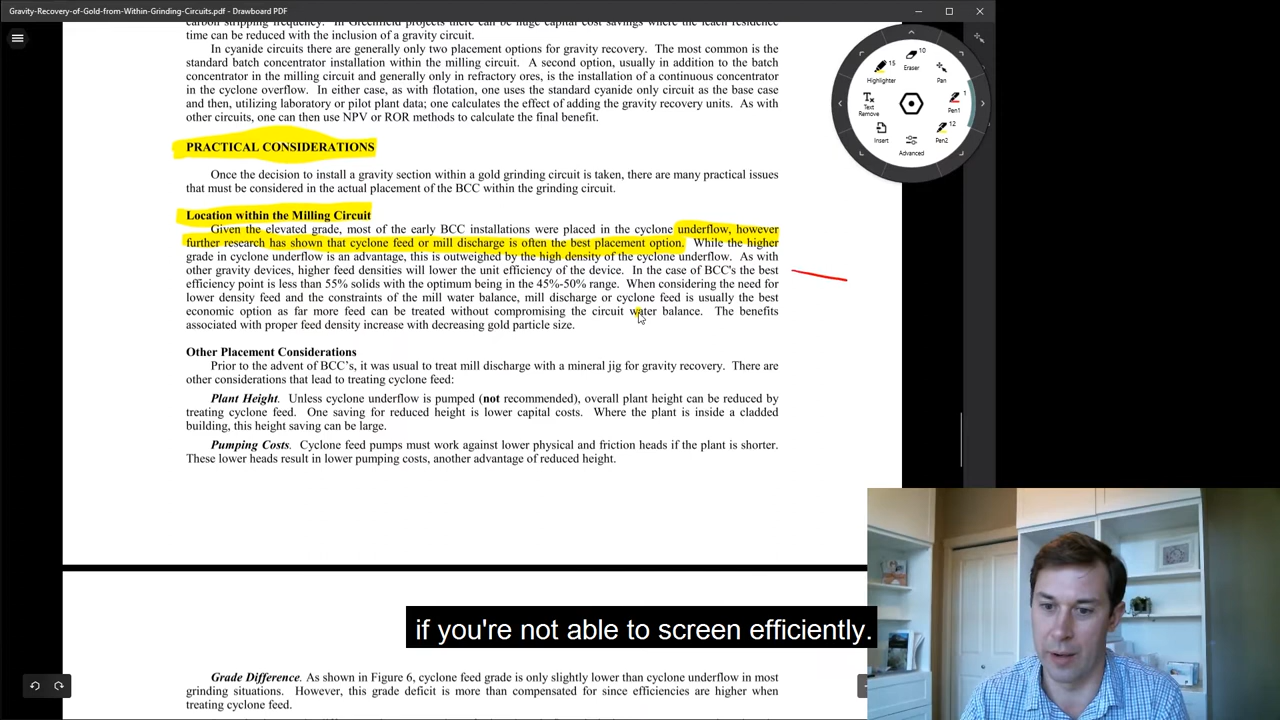 Gravity-Recovery-of-Gold-from-Within-Grinding-Circuits.pdf - Drawboard PDF
carbon stripping frequency. In Greenfield projects there can be huge capital cost savings where the leach residence
time can be reduced with the inclusion of a gravity circuit.
In cyanide circuits there are generally only two placement options for gravity recovery. The most common is the
standard batch concentrator installation within the milling circuit. A second option, usually in addition to the batch
concentrator in the milling circuit and generally only in refractory ores, is the installation of a continuous concentrator
in the cyclone overflow. In either case, as with flotation, one uses the standard cyanide only circuit as the base case
and then, utilizing laboratory or pilot plant data; one calculates the effect of adding the gravity recovery units. As with
other circuits, one can then use NPV or ROR methods to calculate the final benefit.
PRACTICAL CONSIDERATIONS
Once the decision to install a gravity section within a gold grinding circuit is taken, there are many practical issues
that must be considered in the actual placement of the BCC within the grinding circuit.
Location within the Milling Circuit
Given the elevated grade, most of the early BCC installations were placed in the cyclone underflow, however
further research has shown that cyclone feed or mill discharge is often the best placement option. While the higher
grade in cyclone underflow is an advantage, this is outweighed by the high density of the cyclone underflow. As with
other gravity devices, higher feed densities will lower the unit efficiency of the device. In the case of BCC's the best
efficiency point is less than 55% solids with the optimum being in the 45%-50% range. When considering the need for
lower density feed and the constraints of the mill water balance, mill discharge or cyclone feed is usually the best
economic option as far more feed can be treated without compromising the circuit water balance. The benefits
associated with proper feed density increase with decreasing gold particle size.
Other Placement Considerations
Prior to the advent of BCC's, it was usual to treat mill discharge with a mineral jig for gravity recovery. There are
other considerations that lead to treating cyclone feed:
Plant Height. Unless cyclone underflow is pumped (not recommended), overall plant height can be reduced by
treating cyclone feed. One saving for reduced height is lower capital costs. Where the plant is inside a cladded
building, this height saving can be large.
Pumping Costs. Cyclone feed pumps must work against lower physical and friction heads if the plant is shorter.
These lower heads result in lower pumping costs, another advantage of reduced height.
Grade Difference. As shown in Figure 6, cyclone feed grade is only slightly lower than cyclone underflow in most
grinding situations. However, this grade deficit is more than compensated for since efficiencies are higher when
treating cyclone feed.
Highlighter 15
Eraser 10
Pan
Text Remove
Pen1 1
Insert
Pen2 12
Advanced
if you're not able to screen efficiently.